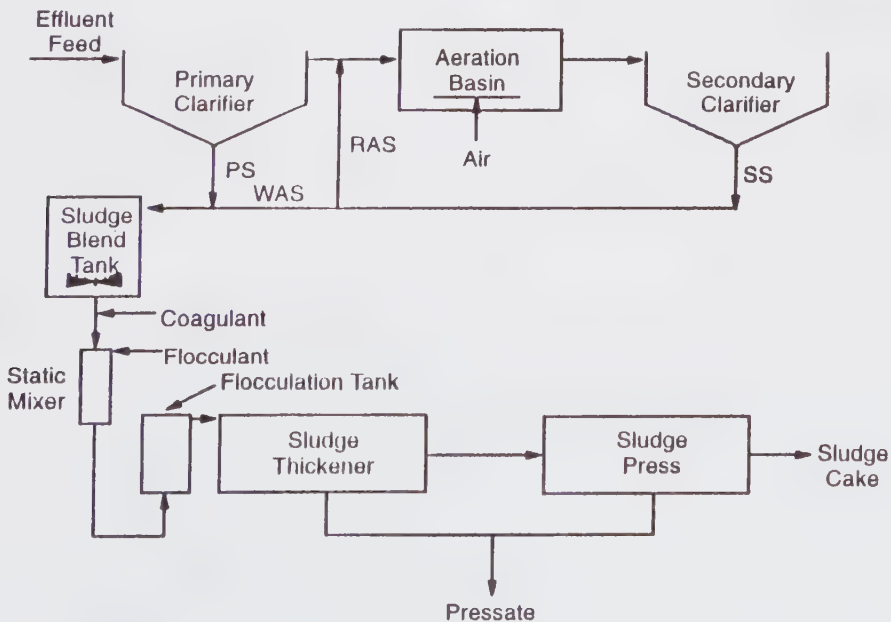 Effluent
Feed
Primary
Clarifier
Aeration
Basin
Secondary
Clarifier
RAS
Air
PS
WAS
SS
Sludge
Blend
Tank
Coagulant
Flocculant
Static
Mixer
Flocculation Tank
Sludge
Thickener
Sludge
Press
Sludge
Cake
Pressate